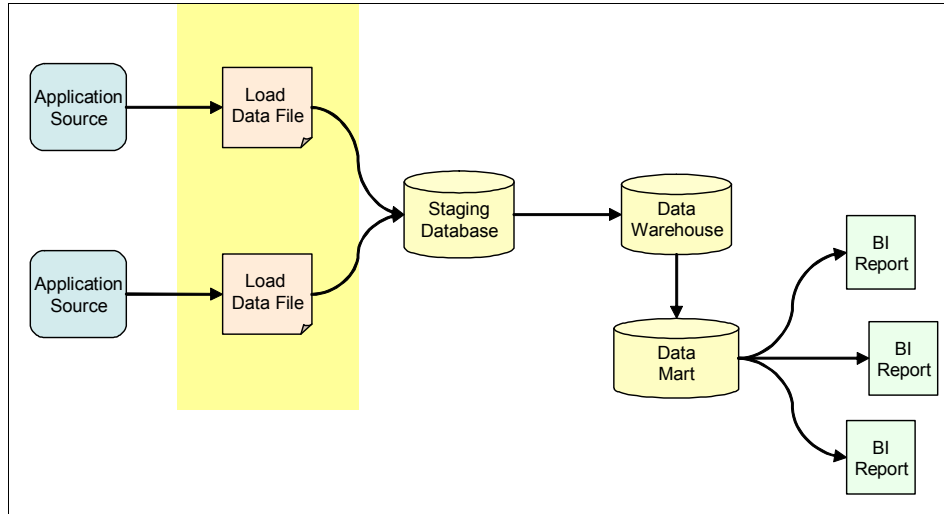 Application
Source
Load
Data File
Staging
Database
Data
Warehouse
BI
Report
Application
Source
Load
Data File
Data
Mart
BI
Report
BI
Report